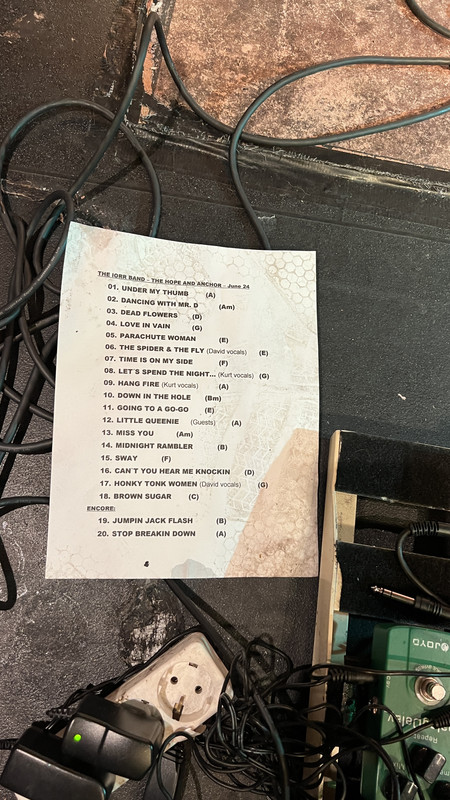 THE IORR BAND - THE HOPE AND ANCHOR - June 24
01. UNDER MY THUMB (A)
02. DANCING WITH MR. D (Am)
03. DEAD FLOWERS (D)
04. LOVE IN VAIN (G)
05. PARACHUTE WOMAN (E)
06. THE SPIDER & THE FLY (David vocals) (E)
07. TIME IS ON MY SIDE (F)
08. LET´S SPEND THE NIGHT... (Kurt vocals) (G)
09. HANG FIRE (Kurt vocals) (A)
10. DOWN IN THE HOLE (Bm)
11. GOING TO A GO-GO (E)
12. LITTLE QUEENIE (Guests) (A)
13. MISS YOU (Am)
14. MIDNIGHT RAMBLER (B)
15. SWAY (F)
16. CAN´T YOU HEAR ME KNOCKIN (D)
17. HONKY TONK WOMEN (David vocals) (G)
18. BROWN SUGAR (C)
ENCORE:
19. JUMPIN JACK FLASH (B)
20. STOP BREAKIN DOWN (A)
JOYO
Repeat
Delay